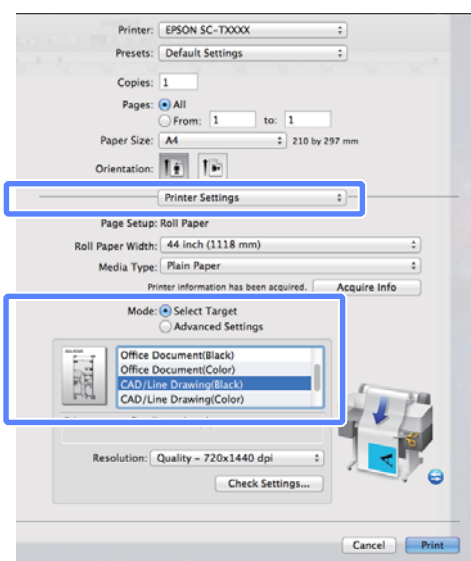 Printer: EPSON SC-TXXXX
Presets: Default Settings
Copies: 1
Pages: All
From: 1 to: 1
Paper Size: A4 210 by 297 mm
Orientation:
Printer Settings
Page Setup: Roll Paper
Roll Paper Width: 44 inch (1118 mm)
Media Type: Plain Paper
Printer information has been acquired. Acquire Info
Mode: Select Target
Advanced Settings
Office Document(Black)
Office Document(Color)
CAD/Line Drawing(Black)
CAD/Line Drawing(Color)
Resolution: Quality – 720x1440 dpi
Check Settings...
Cancel Print